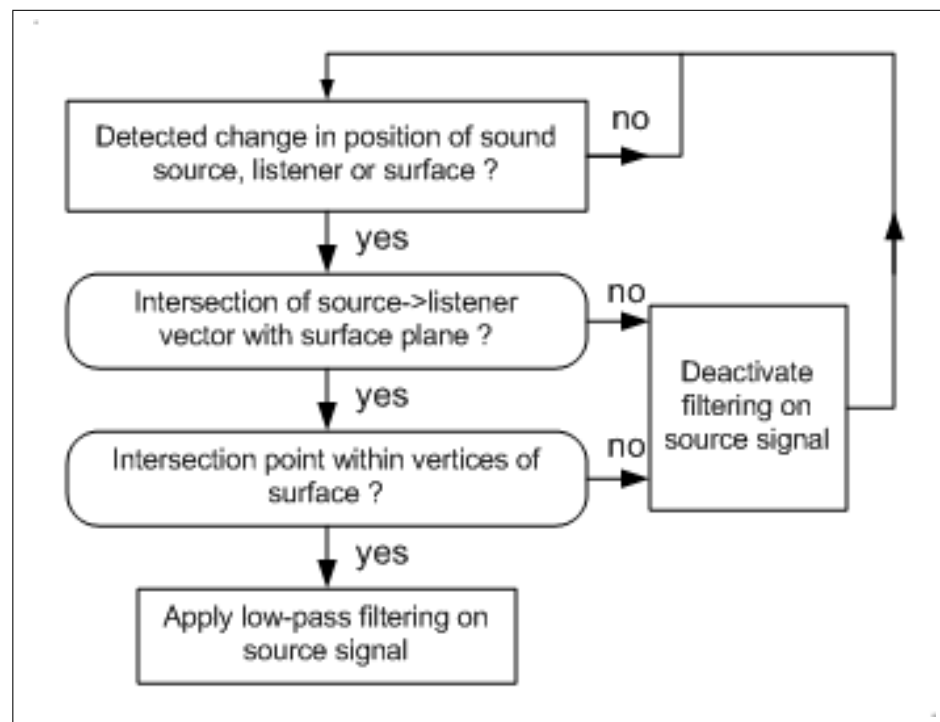 Detected change in position of sound
source, listener or surface ?
no
yes
Intersection of source->listener
vector with surface plane ?
no
yes
Deactivate
filtering on
source signal
Intersection point within vertices of
surface ?
no
yes
Apply low-pass filtering on
source signal